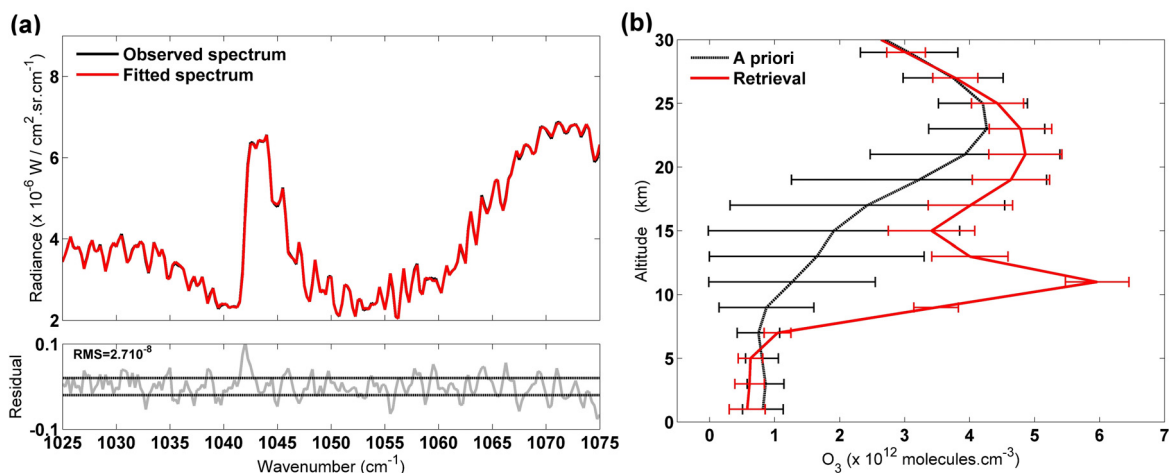 (a)
Observed spectrum
Fitted spectrum
Radiance (x 10⁻⁶ W / cm².sr.cm⁻¹)
8
6
4
2
RMS=2.710⁻⁸
Residual
0.1
-0.1
1025 1030 1035 1040 1045 1050 1055 1060 1065 1070 1075
Wavenumber (cm⁻¹)
(b)
A priori
Retrieval
Altitude (km)
30
25
20
15
10
5
0
0 1 2 3 4 5 6 7
O₃ (x 10¹² molecules.cm⁻³)